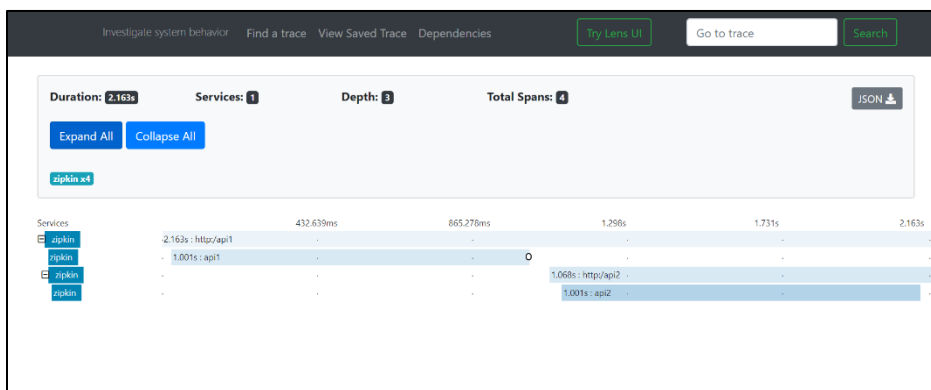 Investigate system behavior Find a trace View Saved Trace Dependencies Try Lens UI Go to trace Search
Duration: 2.163s Services: 1 Depth: 3 Total Spans: 4 JSON
Expand All Collapse All
zipkin x4
Services 432.639ms 865.278ms 1.298s 1.731s 2.163s
zipkin 2.163s : http:/api1
zipkin 1.001s : api1
zipkin 1.068s : http:/api2
zipkin 1.001s : api2